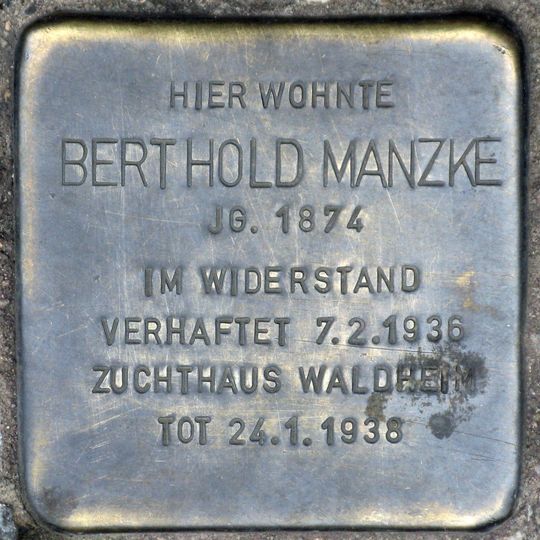 HIER WOHNTE
BERTHOLD MANZKE
JG. 1874
IM WIDERSTAND
VERHAFTET 7.2.1936
ZUCHTHAUS WALDHEIM
TOT 24.1.1938